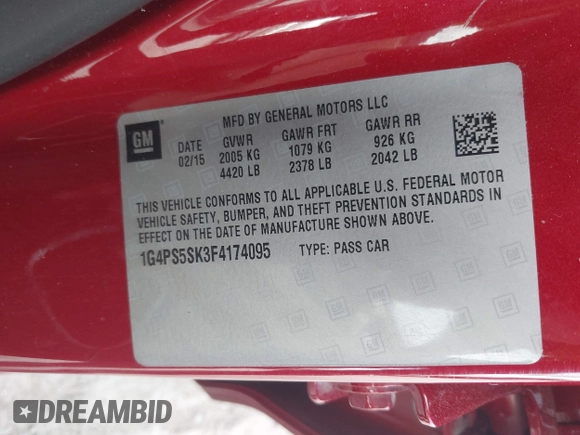 MFD BY GENERAL MOTORS LLC
GM
DATE GVWR GAWR FRT GAWR RR
02/15 2005 KG 1079 KG 926 KG
4420 LB 2378 LB 2042 LB
THIS VEHICLE CONFORMS TO ALL APPLICABLE U.S. FEDERAL MOTOR
VEHICLE SAFETY, BUMPER, AND THEFT PREVENTION STANDARDS IN
EFFECT ON THE DATE OF MANUFACTURE SHOWN ABOVE.
1G4PS5SK3F4174095 TYPE: PASS CAR
DREAMBID